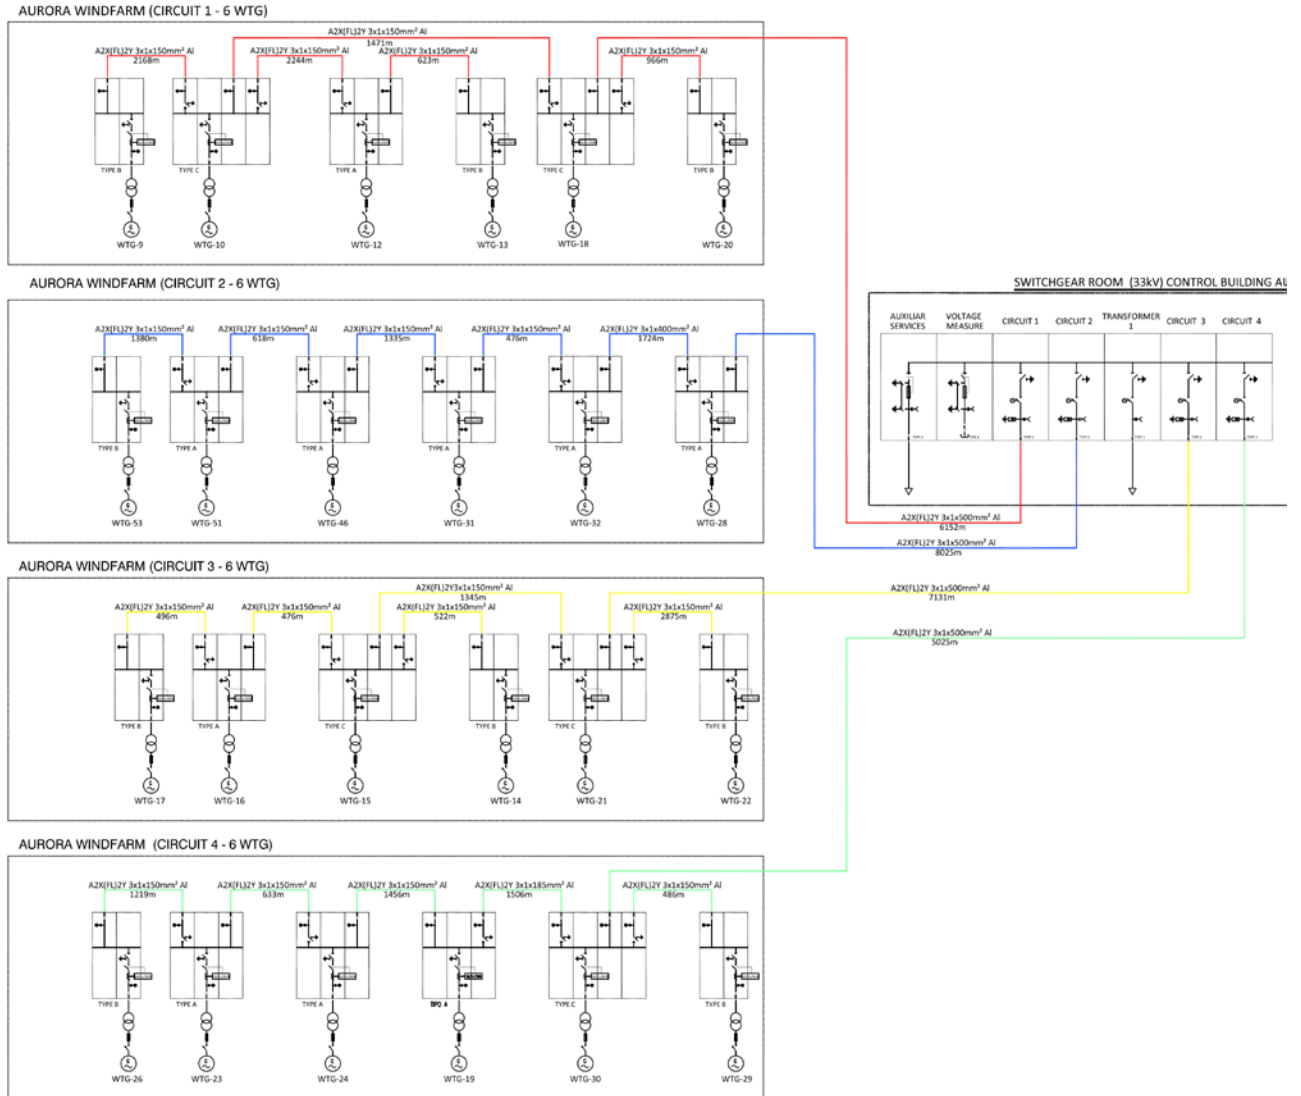 AURORA WINDFARM (CIRCUIT 1 - 6 WTG)
A2X(FL)2Y 3x1x150mm² Al
1471m
A2X(FL)2Y 3x1x150mm² Al
2168m
A2X(FL)2Y 3x1x150mm² Al
2244m
A2X(FL)2Y 3x1x150mm² Al
623m
A2X(FL)2Y 3x1x150mm² Al
966m
TYPE B
TYPE C
TYPE A
TYPE B
TYPE C
TYPE B
G
G
G
G
G
G
WTG-9
WTG-10
WTG-12
WTG-13
WTG-18
WTG-20
AURORA WINDFARM (CIRCUIT 2 - 6 WTG)
A2X(FL)2Y 3x1x150mm² Al
1380m
A2X(FL)2Y 3x1x150mm² Al
618m
A2X(FL)2Y 3x1x150mm² Al
1335m
A2X(FL)2Y 3x1x150mm² Al
476m
A2X(FL)2Y 3x1x400mm² Al
1724m
TYPE B
TYPE A
TYPE A
TYPE A
TYPE A
TYPE A
G
G
G
G
G
G
WTG-53
WTG-51
WTG-46
WTG-31
WTG-32
WTG-28
SWITCHGEAR ROOM (33kV) CONTROL BUILDING AU
AUXILIAR
SERVICES
VOLTAGE
MEASURE
CIRCUIT 1
CIRCUIT 2
TRANSFORMER
1
CIRCUIT 3
CIRCUIT 4
A2X(FL)2Y 3x1x500mm² Al
6152m
A2X(FL)2Y 3x1x500mm² Al
8025m
A2X(FL)2Y 3x1x500mm² Al
7131m
A2X(FL)2Y 3x1x500mm² Al
5025m
AURORA WINDFARM (CIRCUIT 3 - 6 WTG)
A2X(FL)2Y3x1x150mm² Al
1345m
A2X(FL)2Y 3x1x150mm² Al
496m
A2X(FL)2Y 3x1x150mm² Al
476m
A2X(FL)2Y 3x1x150mm² Al
522m
A2X(FL)2Y 3x1x150mm² Al
2875m
TYPE B
TYPE A
TYPE C
TYPE B
TYPE C
TYPE B
G
G
G
G
G
G
WTG-17
WTG-16
WTG-15
WTG-14
WTG-21
WTG-22
AURORA WINDFARM (CIRCUIT 4 - 6 WTG)
A2X(FL)2Y 3x1x150mm² Al
1219m
A2X(FL)2Y 3x1x150mm² Al
633m
A2X(FL)2Y 3x1x150mm² Al
1456m
A2X(FL)2Y 3x1x185mm² Al
1506m
A2X(FL)2Y 3x1x150mm² Al
486m
TYPE B
TYPE A
TYPE A
TIPO A
TYPE C
TYPE B
G
G
G
G
G
G
WTG-26
WTG-23
WTG-24
WTG-19
WTG-30
WTG-29